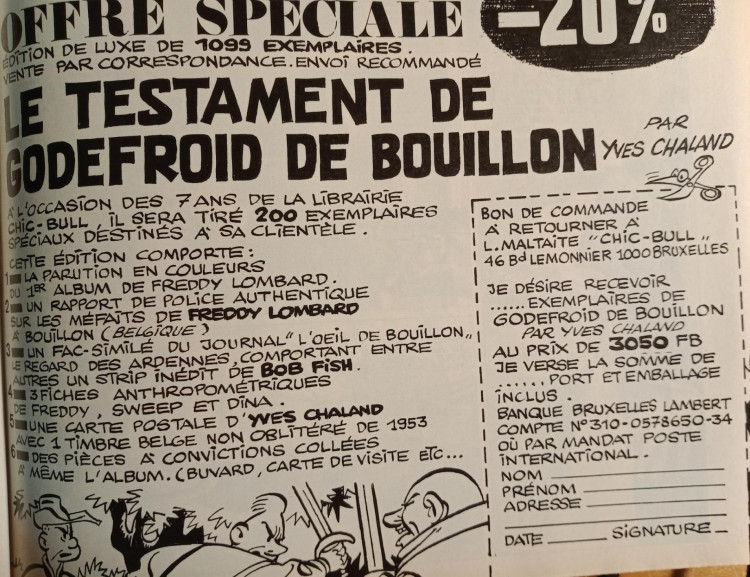 OFFRE SPÉCIALE
-20%
ÉDITION DE LUXE DE 1099 EXEMPLAIRES.
VENTE PAR CORRESPONDANCE. ENVOI RECOMMANDÉ
LE TESTAMENT DE
GODEFROID DE BOUILLON
PAR
YVES CHALAND
À L'OCCASION DES 7 ANS DE LA LIBRAIRIE
CHIC-BULL, IL SERA TIRÉ 200 EXEMPLAIRES
SPÉCIAUX DESTINÉS À SA CLIENTÈLE.
CETTE ÉDITION COMPORTE:
1 LA PARUTION EN COULEURS
DU 1ER ALBUM DE FREDDY LOMBARD.
2 UN RAPPORT DE POLICE AUTHENTIQUE
SUR LES MÉFAITS DE FREDDY LOMBARD
À BOUILLON (BELGIQUE)
3 UN FAC-SIMILÉ DU JOURNAL "L'OEIL DE BOUILLON",
LE REGARD DES ARDENNES, COMPORTANT ENTRE
AUTRES UN STRIP INÉDIT DE BOB FISH.
4 3 FICHES ANTHROPOMÉTRIQUES
DE FREDDY, SWEEP ET DINA.
5 UNE CARTE POSTALE D'YVES CHALAND
AVEC 1 TIMBRE BELGE NON OBLITÉRÉ DE 1953
6 DES PIÈCES À CONVICTIONS COLLÉES
À MÊME L'ALBUM. (BUVARD, CARTE DE VISITE ETC...
BON DE COMMANDE
À RETOURNER À
L. MALTAITE "CHIC-BULL"
46 Bd LEMONNIER 1000 BRUXELLES
JE DÉSIRE RECEVOIR
......EXEMPLAIRES DE
GODEFROID DE BOUILLON
PAR YVES CHALAND
AU PRIX DE 3050 FB
JE VERSE LA SOMME DE
...... PORT ET EMBALLAGE
INCLUS.
BANQUE BRUXELLES LAMBERT
COMPTE N° 310-0578650-34
OÙ PAR MANDAT POSTE
INTERNATIONAL.
NOM
PRÉNOM
ADRESSE
DATE SIGNATURE